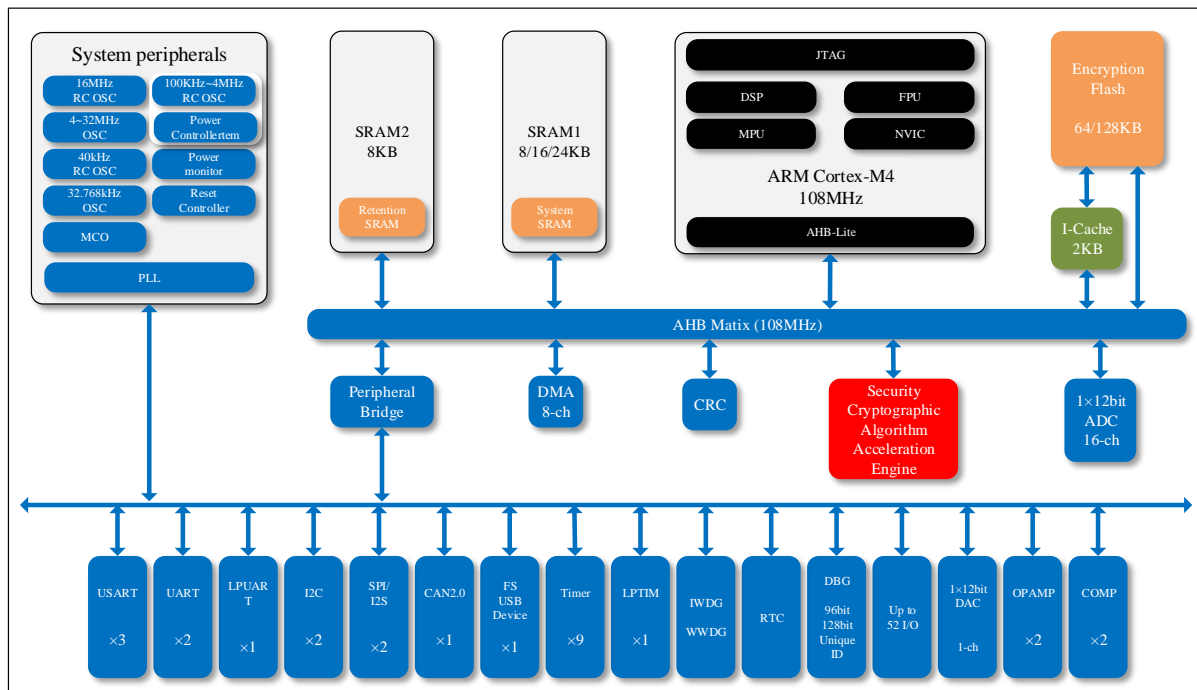 System peripherals
16MHz
RC OSC
100KHz~4MHz
RC OSC
4~32MHz
OSC
Power
Controllertem
40kHz
RC OSC
Power
monitor
32.768kHz
OSC
Reset
Controller
MCO
PLL
SRAM2
8KB
Retention
SRAM
SRAM1
8/16/24KB
System
SRAM
JTAG
DSP
FPU
MPU
NVIC
ARM Cortex-M4
108MHz
AHB-Lite
Encryption
Flash
64/128KB
I-Cache
2KB
AHB Matix (108MHz)
Peripheral
Bridge
DMA
8-ch
CRC
Security
Cryptographic
Algorithm
Acceleration
Engine
1×12bit
ADC
16-ch
USART
×3
UART
×2
LPUAR
T
×1
I2C
×2
SPI/
I2S
×2
CAN2.0
×1
FS
USB
Device
×1
Timer
×9
LPTIM
×1
IWDG
WWDG
RTC
DBG
96bit
128bit
Unique
ID
Up to
52 I/O
1×12bit
DAC
1-ch
OPAMP
×2
COMP
×2